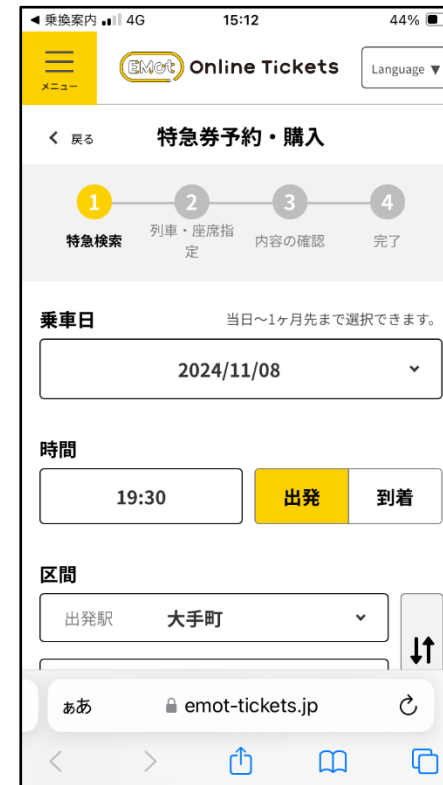 ◀ 乗換案内 4G 15:12 44%
メニュー
EMot Online Tickets
Language ▼
戻る 特急券予約・購入
1 2 3 4
特急検索 列車・座席指定 内容の確認 完了
乗車日 当日～1ヶ月先まで選択できます。
2024/11/08
時間
19:30 出発 到着
区間
出発駅 大手町
ぁあ emot-tickets.jp